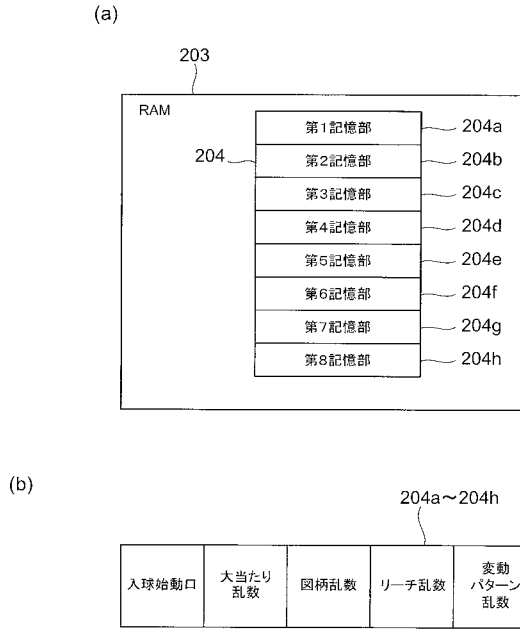 (a)
203
RAM
204
第1記憶部 204a
第2記憶部 204b
第3記憶部 204c
第4記憶部 204d
第5記憶部 204e
第6記憶部 204f
第7記憶部 204g
第8記憶部 204h
(b)
204a～204h
入球始動口
大当たり
乱数
図柄乱数
リーチ乱数
変動
パターン
乱数